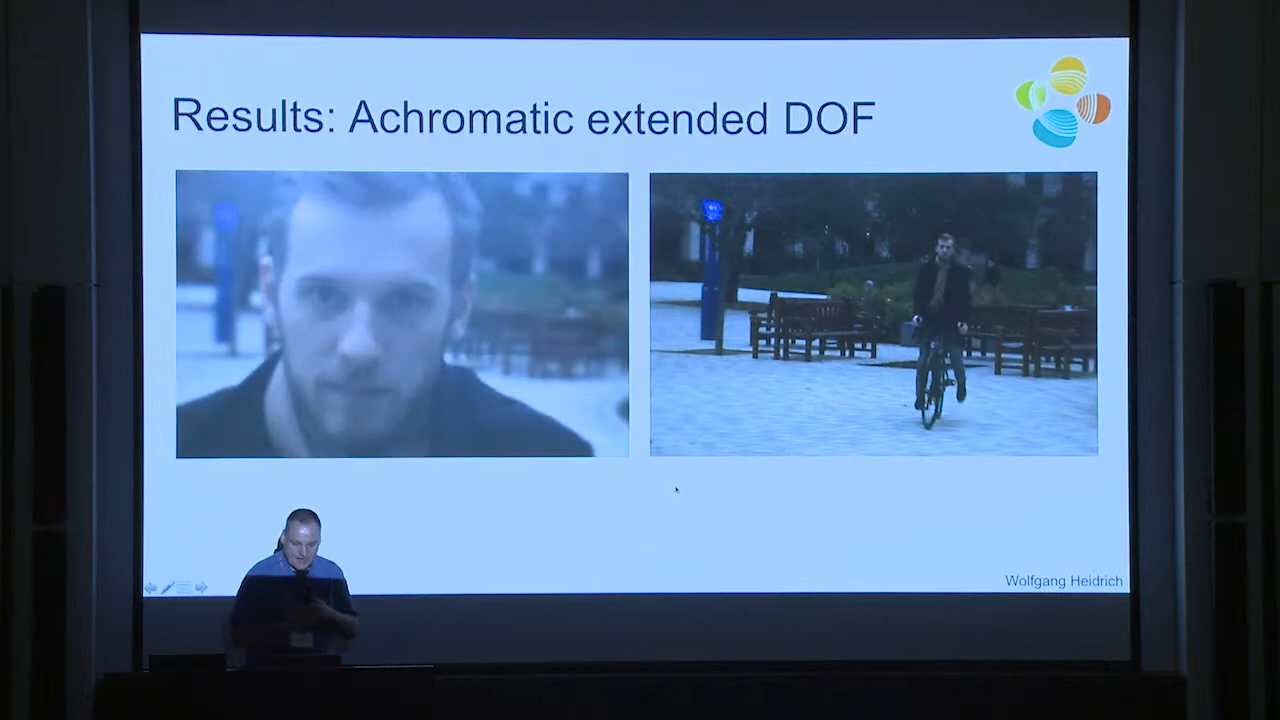 Results: Achromatic extended DOF
Wolfgang Heidrich